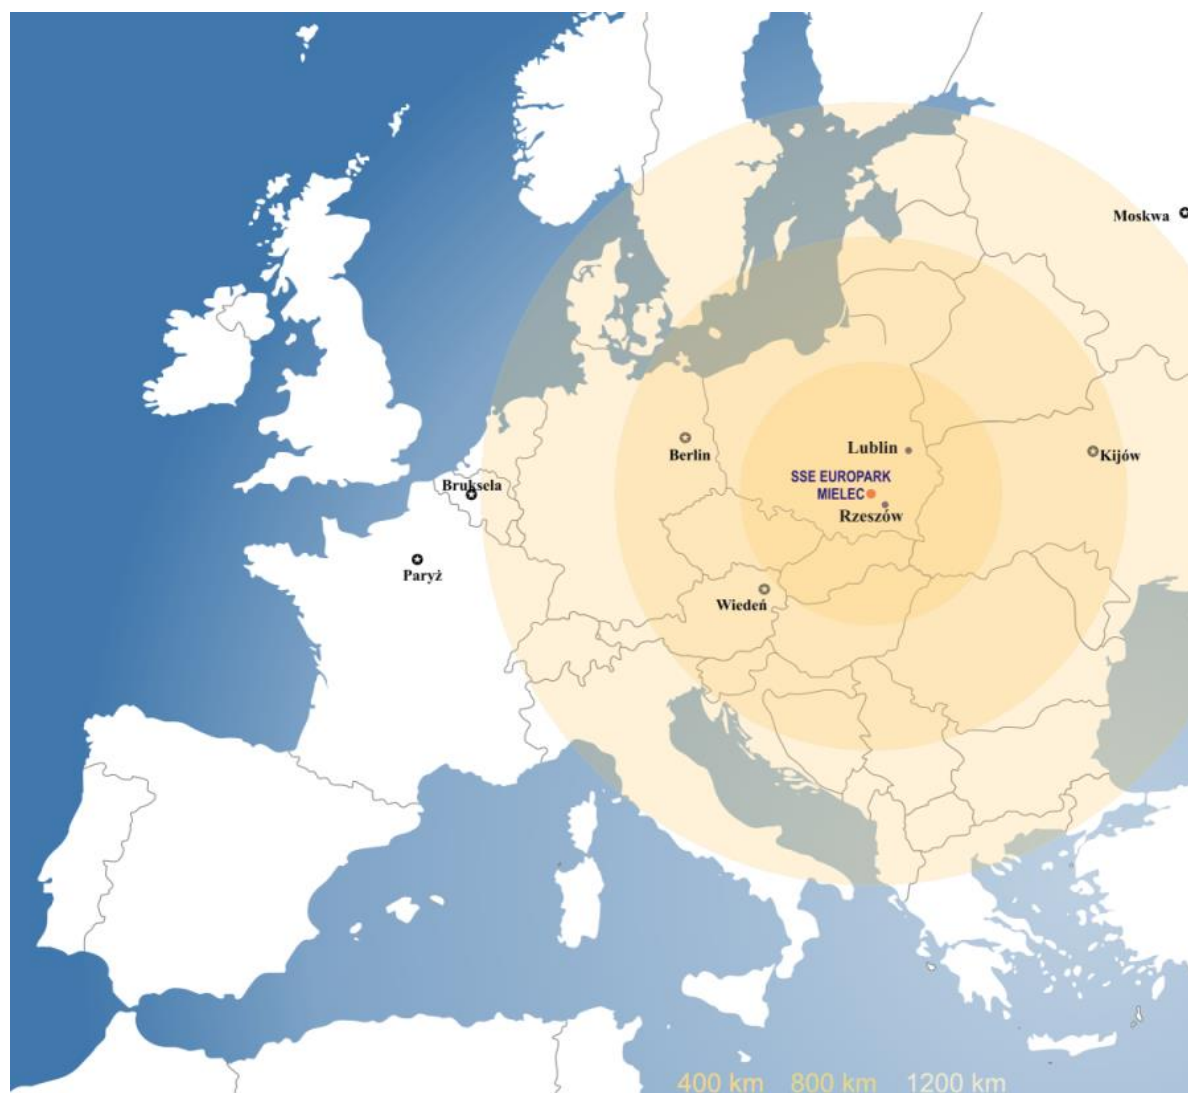 Moskwa
Lublin
Berlin
Kijów
SSE EUROPARK
MIELEC
Bruksela
Rzeszów
Paryż
Wiedeń
400 km 800 km 1200 km